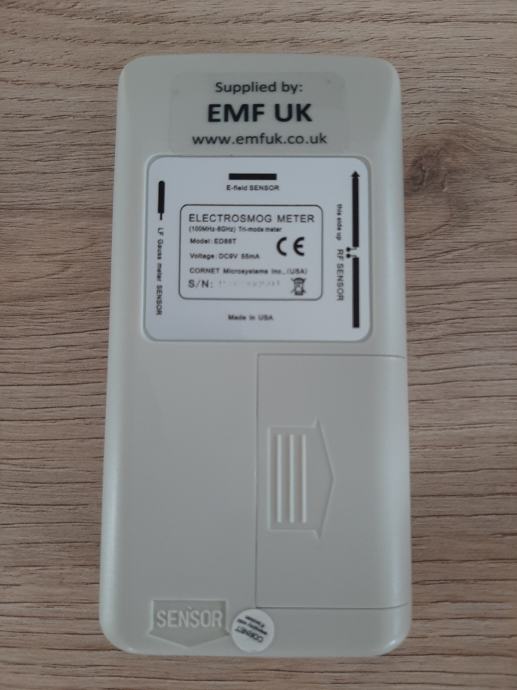 Supplied by:
EMF UK
www.emfuk.co.uk
E-field SENSOR
LF Gauss meter SENSOR
ELECTROSMOG METER
(100MHz-8GHz) Tri-mode meter
Model: ED88T
Voltage: DC9V 55mA
CE
CORNET Microsystems Inc., (USA)
S/N:
this side up
RF SENSOR
Made in USA
SENSOR
CORNET